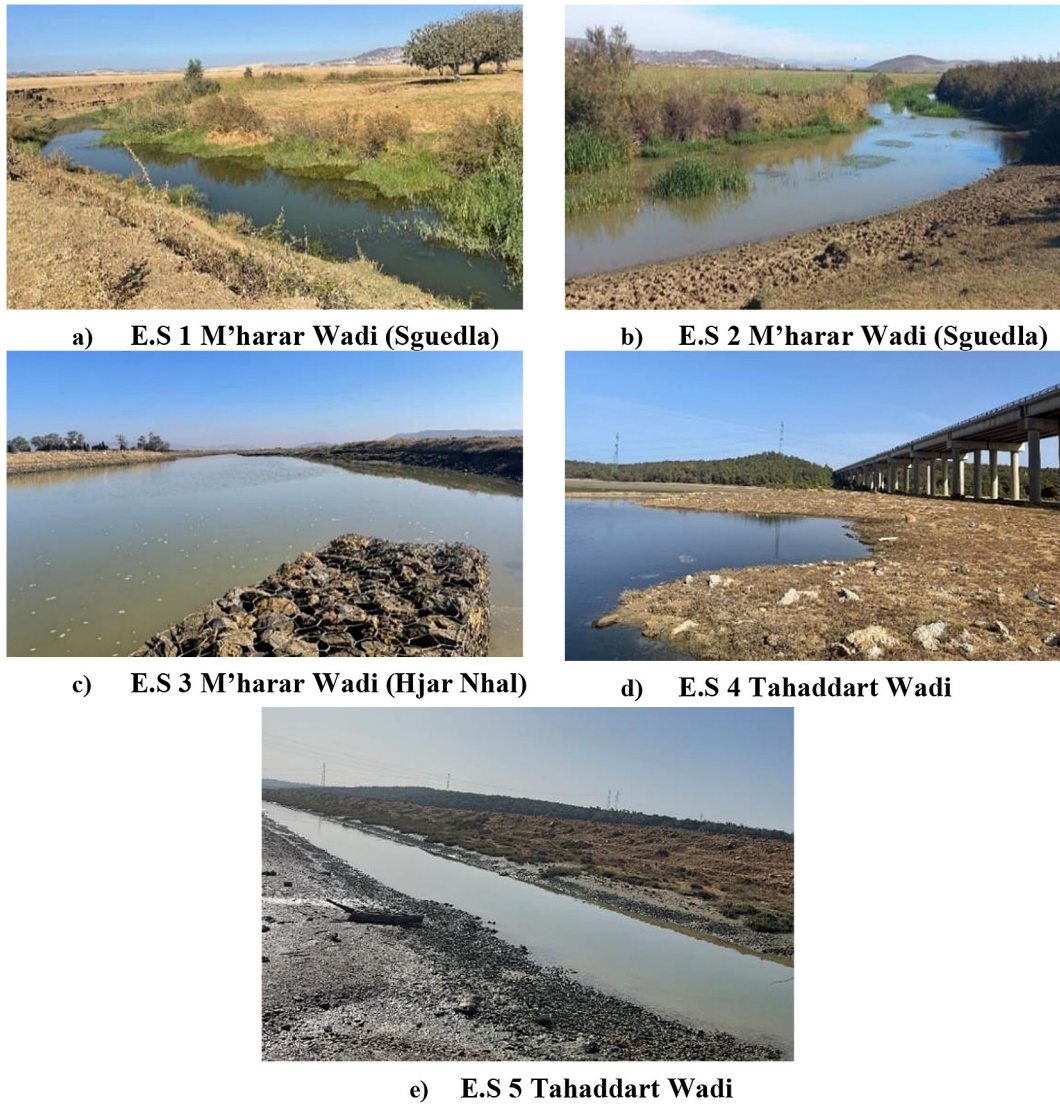 a) E.S 1 M’harar Wadi (Sguedla)
b) E.S 2 M’harar Wadi (Sguedla)
c) E.S 3 M’harar Wadi (Hjar Nhal)
d) E.S 4 Tahaddart Wadi
e) E.S 5 Tahaddart Wadi